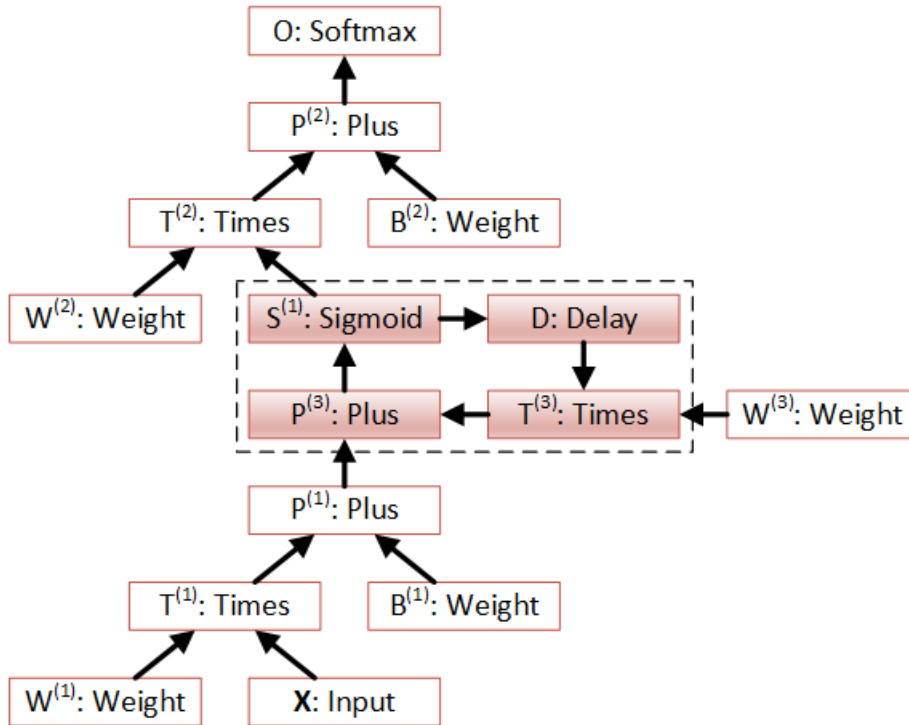 O: Softmax
P(2): Plus
T(2): Times
B(2): Weight
W(2): Weight
S(1): Sigmoid
D: Delay
P(3): Plus
T(3): Times
W(3): Weight
P(1): Plus
T(1): Times
B(1): Weight
W(1): Weight
X: Input